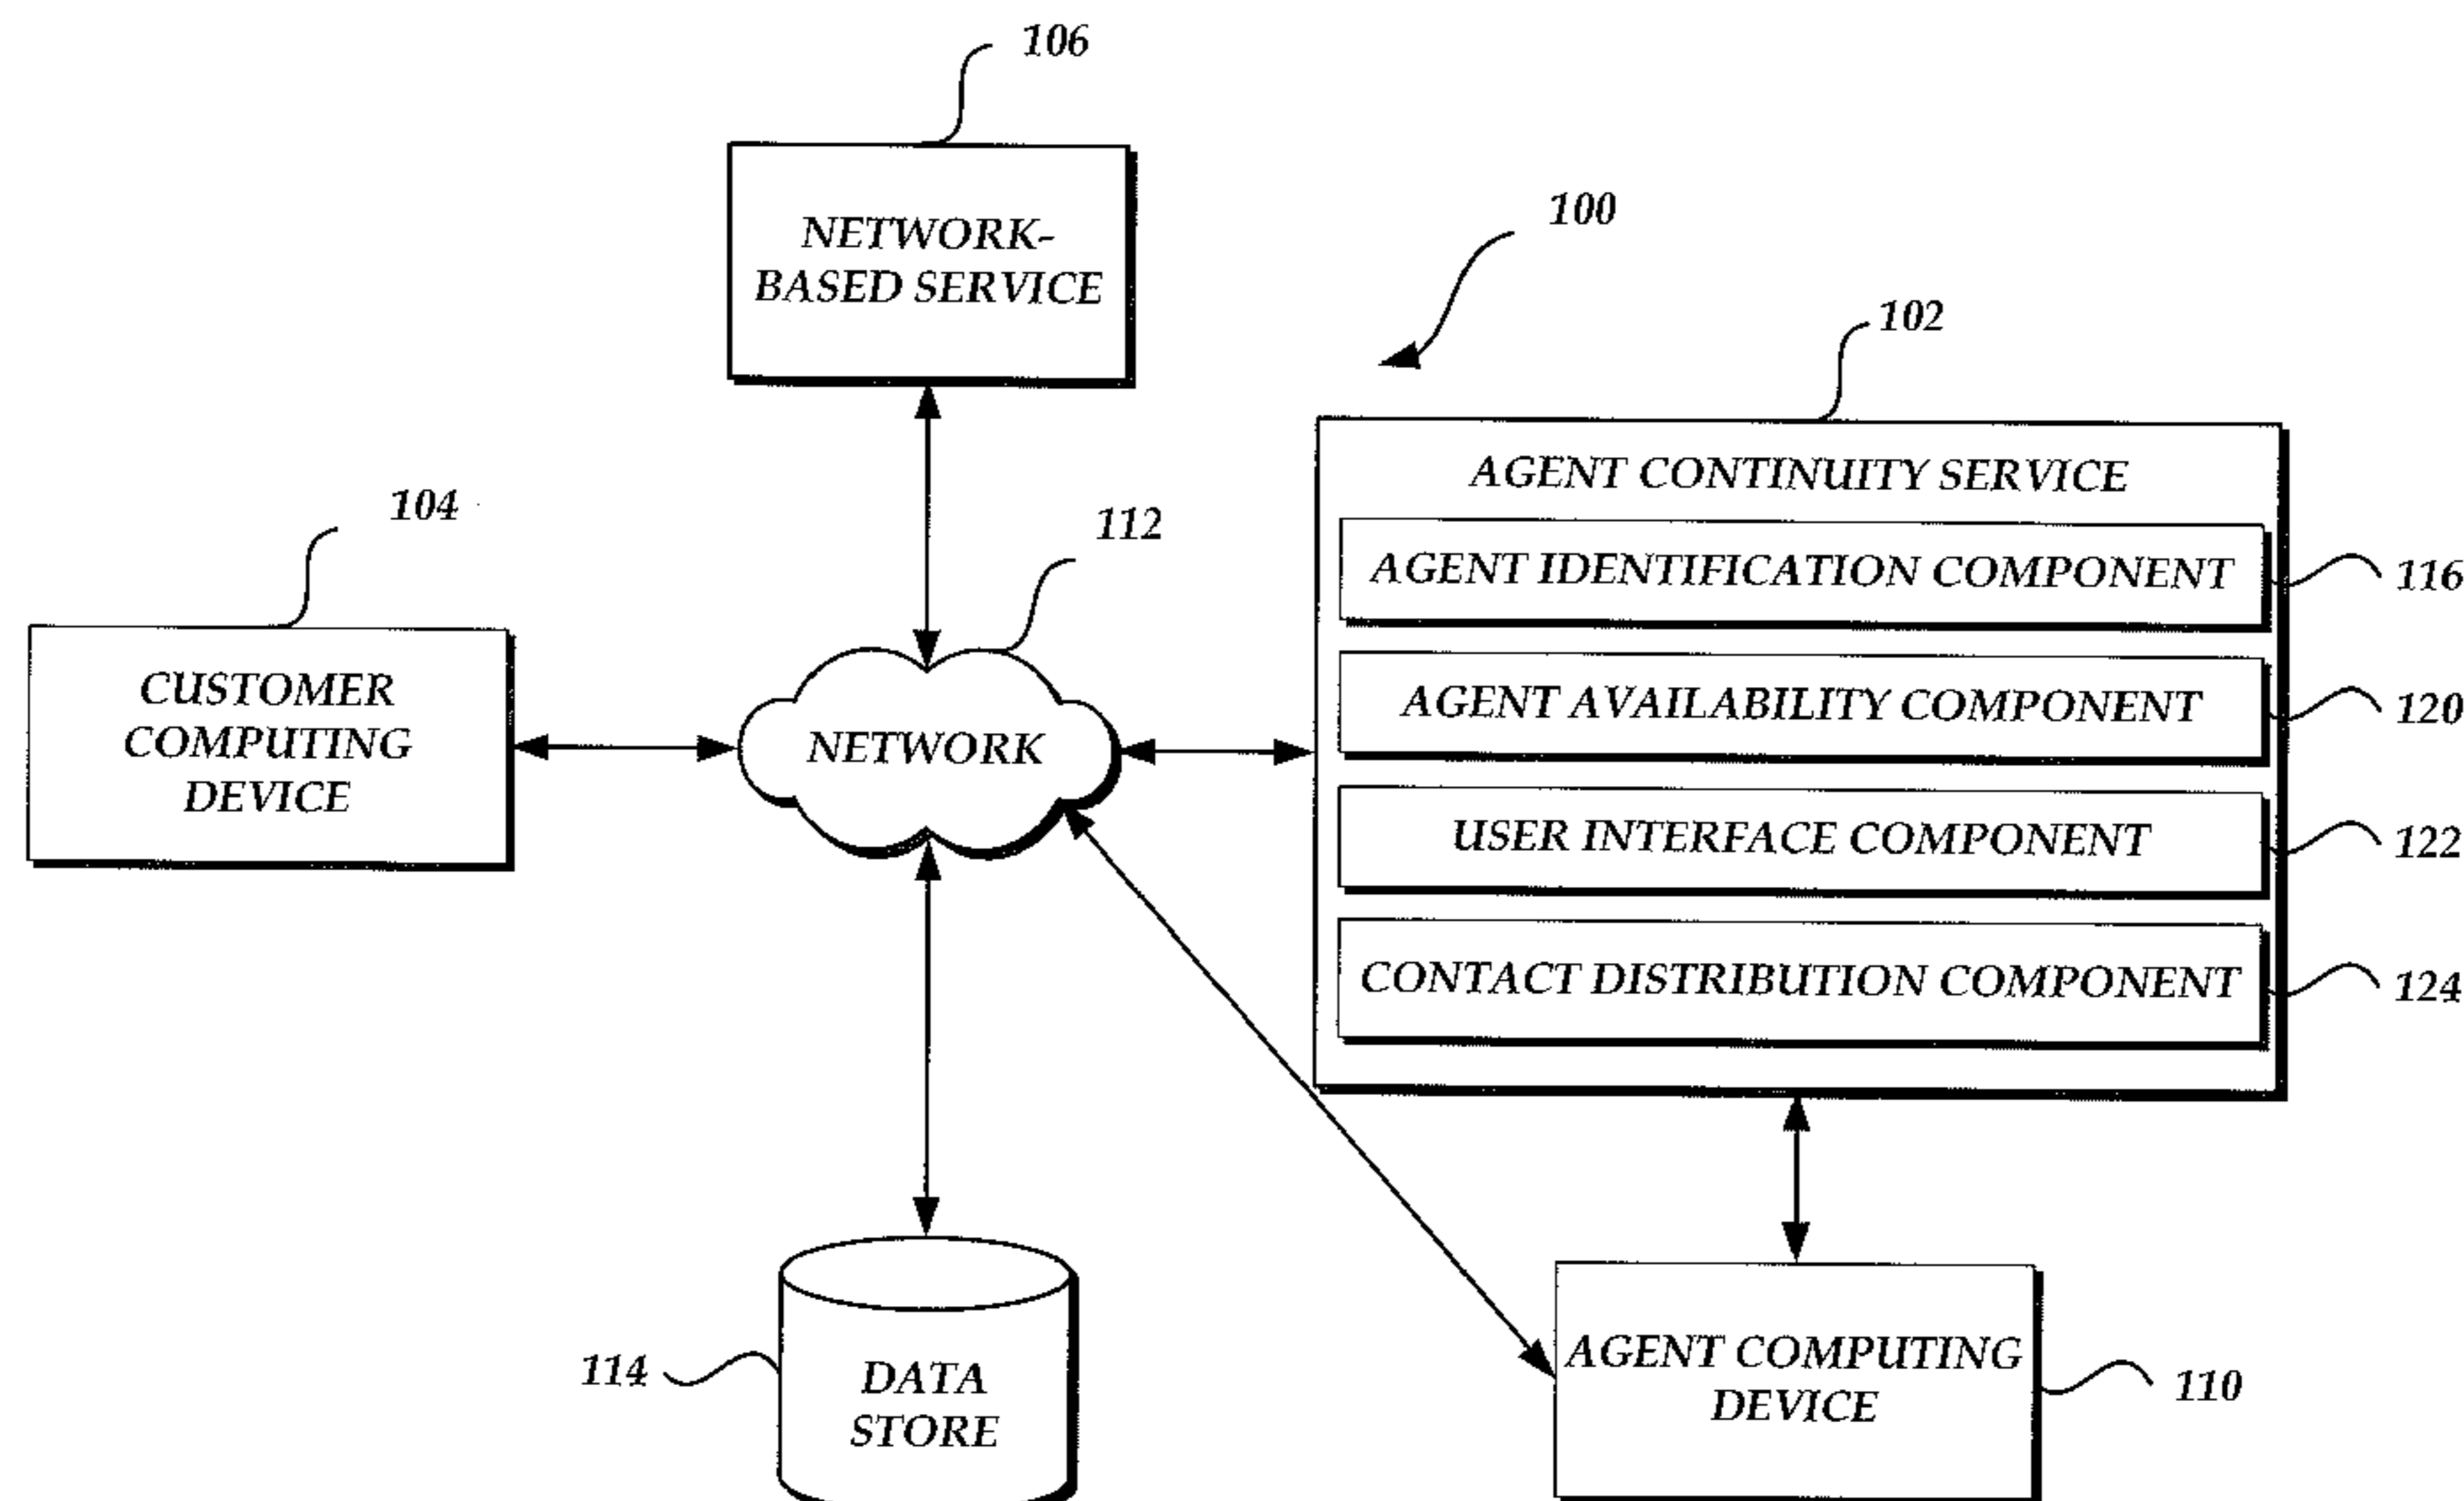 106
NETWORK-
BASED SERVICE
100
102
AGENT CONTINUITY SERVICE
104
112
AGENT IDENTIFICATION COMPONENT
116
CUSTOMER
COMPUTING
DEVICE
NETWORK
AGENT AVAILABILITY COMPONENT
120
USER INTERFACE COMPONENT
122
CONTACT DISTRIBUTION COMPONENT
124
114
DATA
STORE
AGENT COMPUTING
DEVICE
110